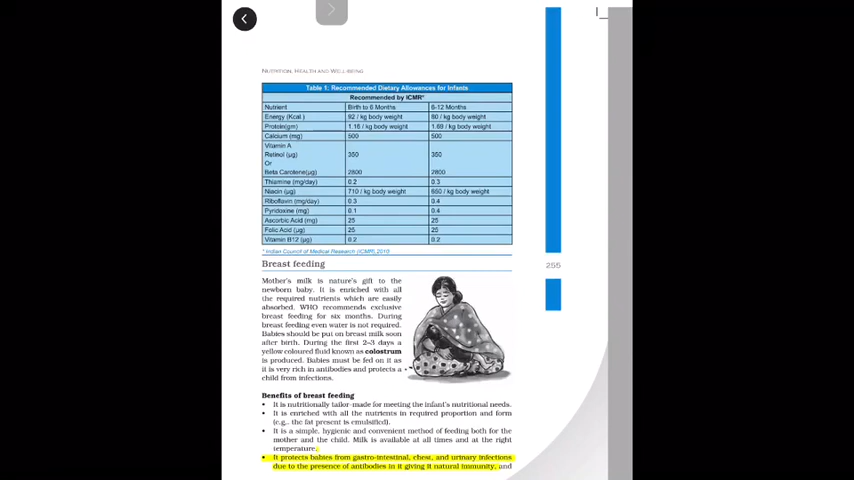 NUTRITION, HEALTH AND WELL-BEING
Table 1: Recommended Dietary Allowances for Infants
Recommended by ICMR*
Nutrient Birth to 6 Months 6-12 Months
Energy (Kcal ) 92 / kg body weight 80 / kg body weight
Protein(gm) 1.16 / kg body weight 1.69 / kg body weight
Calcium (mg) 500 500
Vitamin A
Retinol (µg) 350 350
Or
Beta Carotene(µg) 2800 2800
Thiamine (mg/day) 0.2 0.3
Niacin (µg) 710 / kg body weight 650 / kg body weight
Riboflavin (mg/day) 0.3 0.4
Pyridoxine (mg) 0.1 0.4
Ascorbic Acid (mg) 25 25
Folic Acid (µg) 25 25
Vitamin B12 (µg) 0.2 0.2
* Indian Council of Medical Research (ICMR),2010
Breast feeding
255
Mother's milk is nature's gift to the
newborn baby. It is enriched with all
the required nutrients which are easily
absorbed. WHO recommends exclusive
breast feeding for six months. During
breast feeding even water is not required.
Babies should be put on breast milk soon
after birth. During the first 2–3 days a
yellow coloured fluid known as colostrum
is produced. Babies must be fed on it as
it is very rich in antibodies and protects a
child from infections.
Benefits of breast feeding
• It is nutritionally tailor-made for meeting the infant's nutritional needs.
• It is enriched with all the nutrients in required proportion and form
(e.g., the fat present is emulsified).
• It is a simple, hygienic and convenient method of feeding both for the
mother and the child. Milk is available at all times and at the right
temperature.
• It protects babies from gastro-intestinal, chest, and urinary infections
due to the presence of antibodies in it giving it natural immunity, and